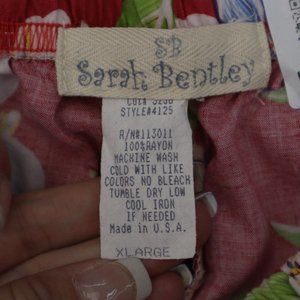 SB
Sarah Bentley
STYLE#4125
R/N#113011
100%RAYON
MACHINE WASH
COLD WITH LIKE
COLORS NO BLEACH
TUMBLE DRY LOW
COOL IRON
IF NEEDED
Made in U.S.A.
XLARGE